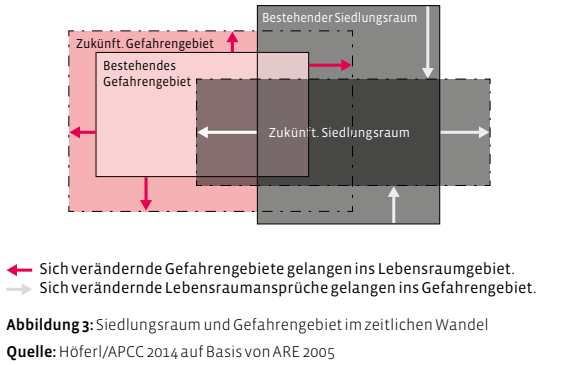 Bestehender Siedlungsraum
Zukünft. Gefahrengebiet
Bestehendes
Gefahrengebiet
Zukünft. Siedlungsraum
Sich verändernde Gefahrengebiete gelangen ins Lebensraumgebiet.
Sich verändernde Lebensraumansprüche gelangen ins Gefahrengebiet.
Abbildung 3: Siedlungsraum und Gefahrengebiet im zeitlichen Wandel
Quelle: Höferl/APCC 2014 auf Basis von ARE 2005